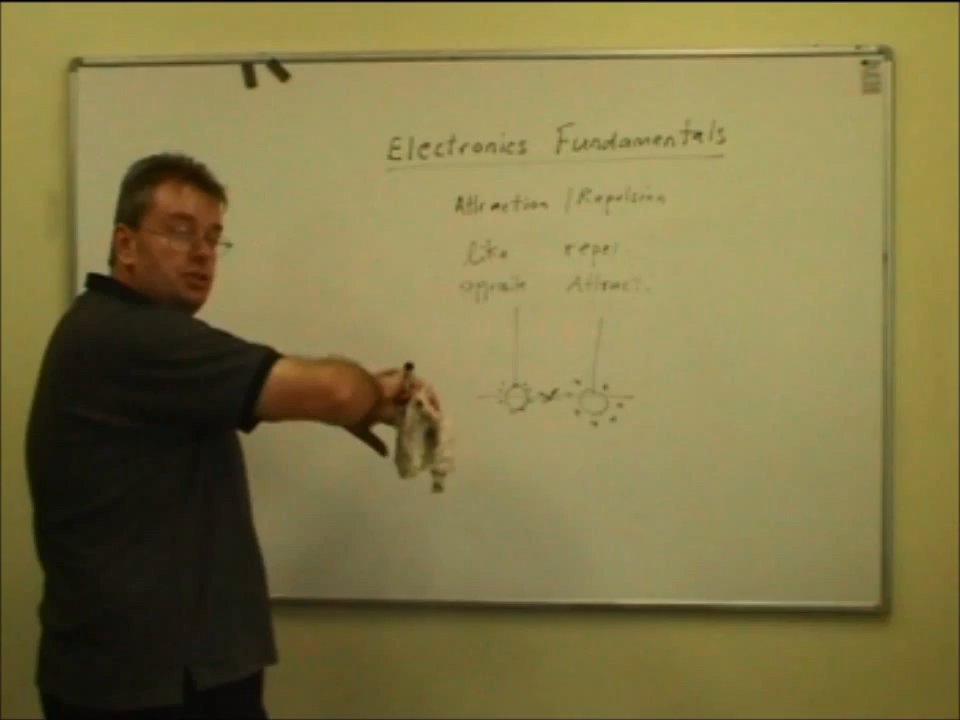 Electronics Fundamentals
Attraction / Repulsion
like repel
opposite Attract.